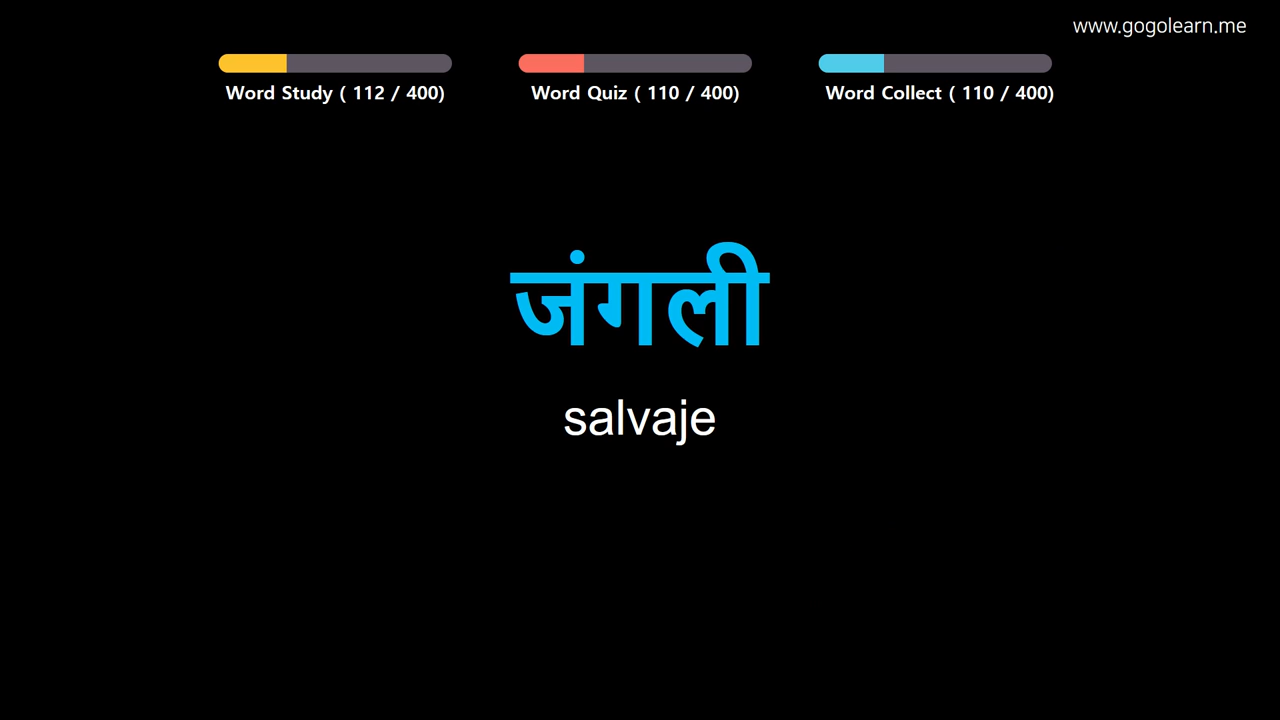 www.gogolearn.me
Word Study ( 112 / 400)
Word Quiz ( 110 / 400)
Word Collect ( 110 / 400)
जंगली
salvaje